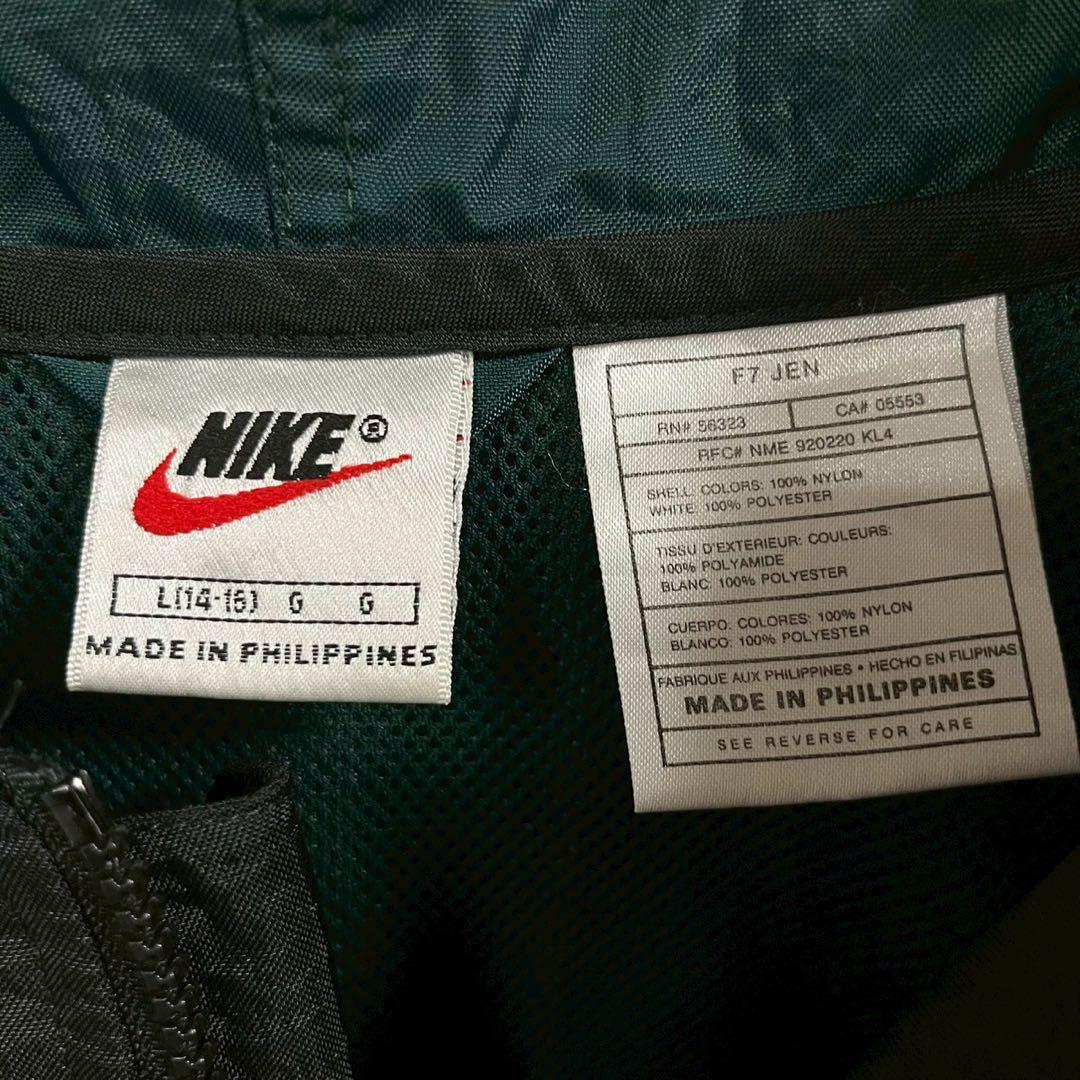 NIKE®
L(14-16) G G
MADE IN PHILIPPINES
F7 JEN
RN# 56323 CA# 05553
RFC# NME 920220 KL4
SHELL: COLORS: 100% NYLON
WHITE: 100% POLYESTER
TISSU D'EXTERIEUR: COULEURS:
100% POLYAMIDE
BLANC: 100% POLYESTER
CUERPO: COLORES: 100% NYLON
BLANCO: 100% POLYESTER
FABRIQUE AUX PHILIPPINES • HECHO EN FILIPINAS
MADE IN PHILIPPINES
SEE REVERSE FOR CARE